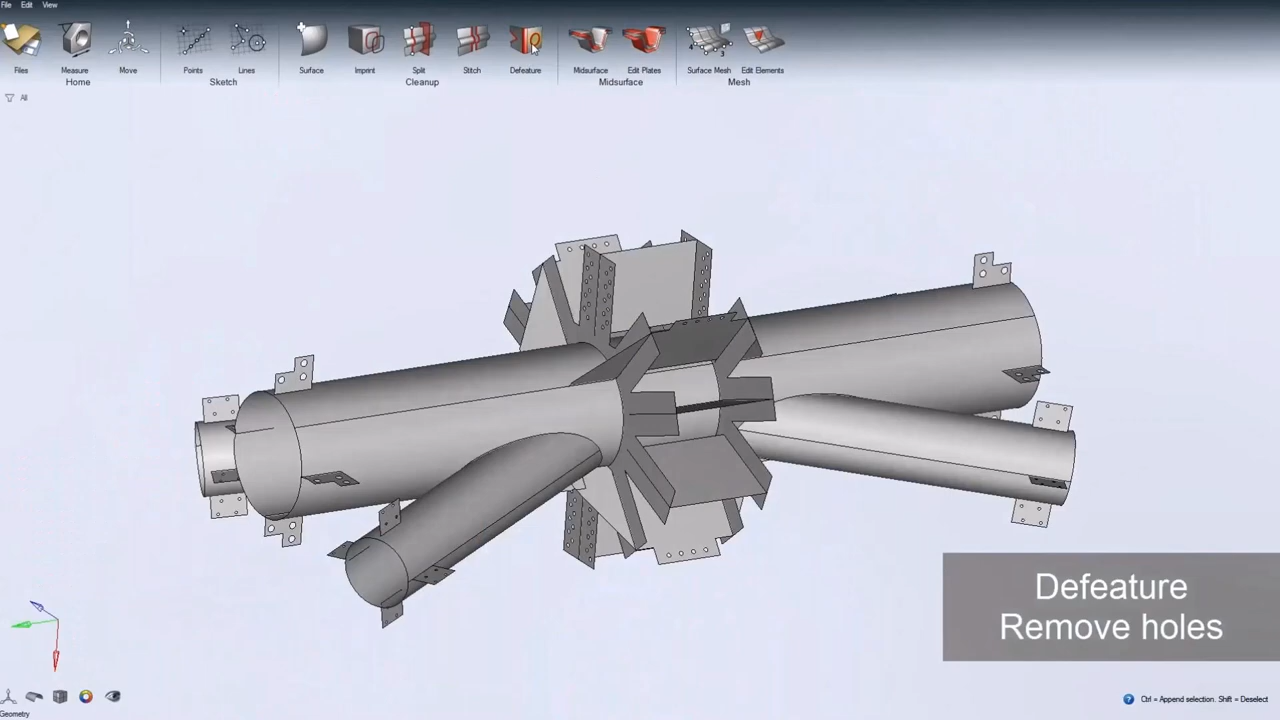 File Edit View
Files Measure Move Points Lines Surface Imprint Split Stitch Defeature Midsurface Edit Plates Surface Mesh Edit Elements
Home Sketch Cleanup Midsurface Mesh
All
Defeature
Remove holes
Ctrl = Append selection. Shift = Deselect
Geometry